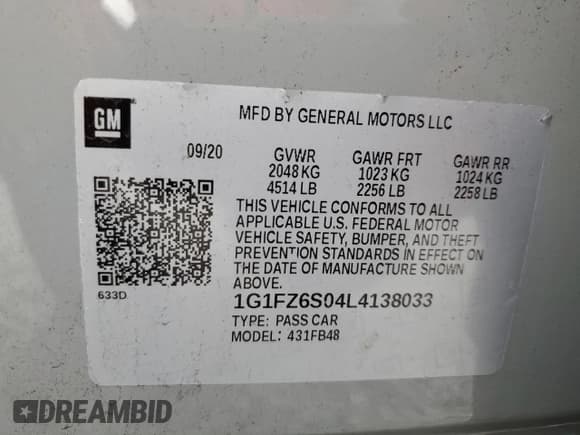 GM
MFD BY GENERAL MOTORS LLC
09/20 GVWR GAWR FRT GAWR RR
2048 KG 1023 KG 1024 KG
4514 LB 2256 LB 2258 LB
THIS VEHICLE CONFORMS TO ALL
APPLICABLE U.S. FEDERAL MOTOR
VEHICLE SAFETY, BUMPER, AND THEFT
PREVENTION STANDARDS IN EFFECT ON
THE DATE OF MANUFACTURE SHOWN
ABOVE.
633D
1G1FZ6S04L4138033
TYPE: PASS CAR
MODEL: 431FB48
DREAMBID